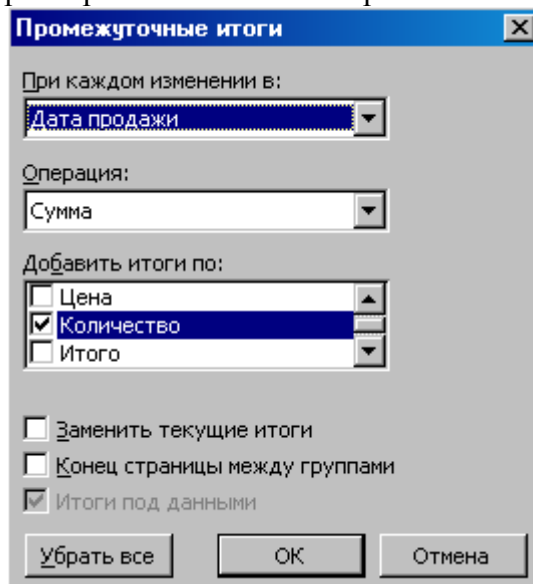 Промежуточные итоги
При каждом изменении в:
Дата продажи
Операция:
Сумма
Добавить итоги по:
Цена
Количество
Итого
Заменить текущие итоги
Конец страницы между группами
Итоги под данными
Убрать все ОК Отмена